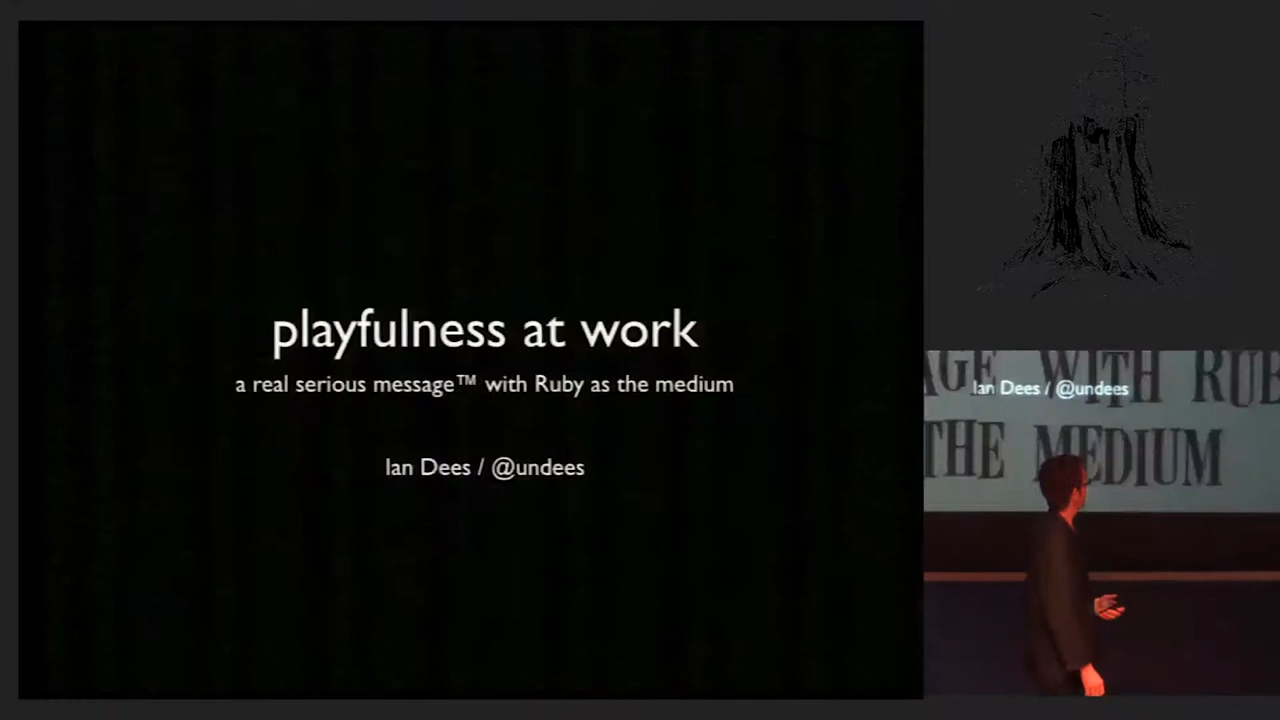 playfulness at work
a real serious message™ with Ruby as the medium
Ian Dees / @undees
Ian Dees / @undees
WITH
THE MEDIUM